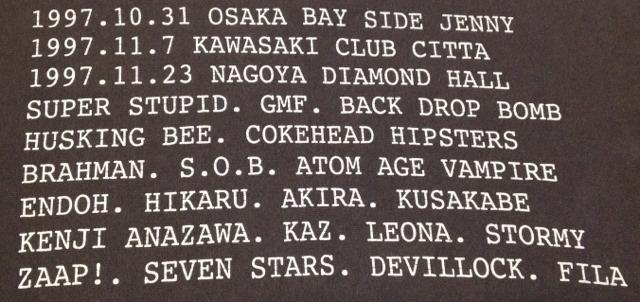 1997.10.31 OSAKA BAY SIDE JENNY
1997.11.7 KAWASAKI CLUB CITTA
1997.11.23 NAGOYA DIAMOND HALL
SUPER STUPID. GMF. BACK DROP BOMB
HUSKING BEE. COKEHEAD HIPSTERS
BRAHMAN. S.O.B. ATOM AGE VAMPIRE
ENDOH. HIKARU. AKIRA. KUSAKABE
KENJI ANAZAWA. KAZ. LEONA. STORMY
ZAAP!. SEVEN STARS. DEVILLOCK. FILA